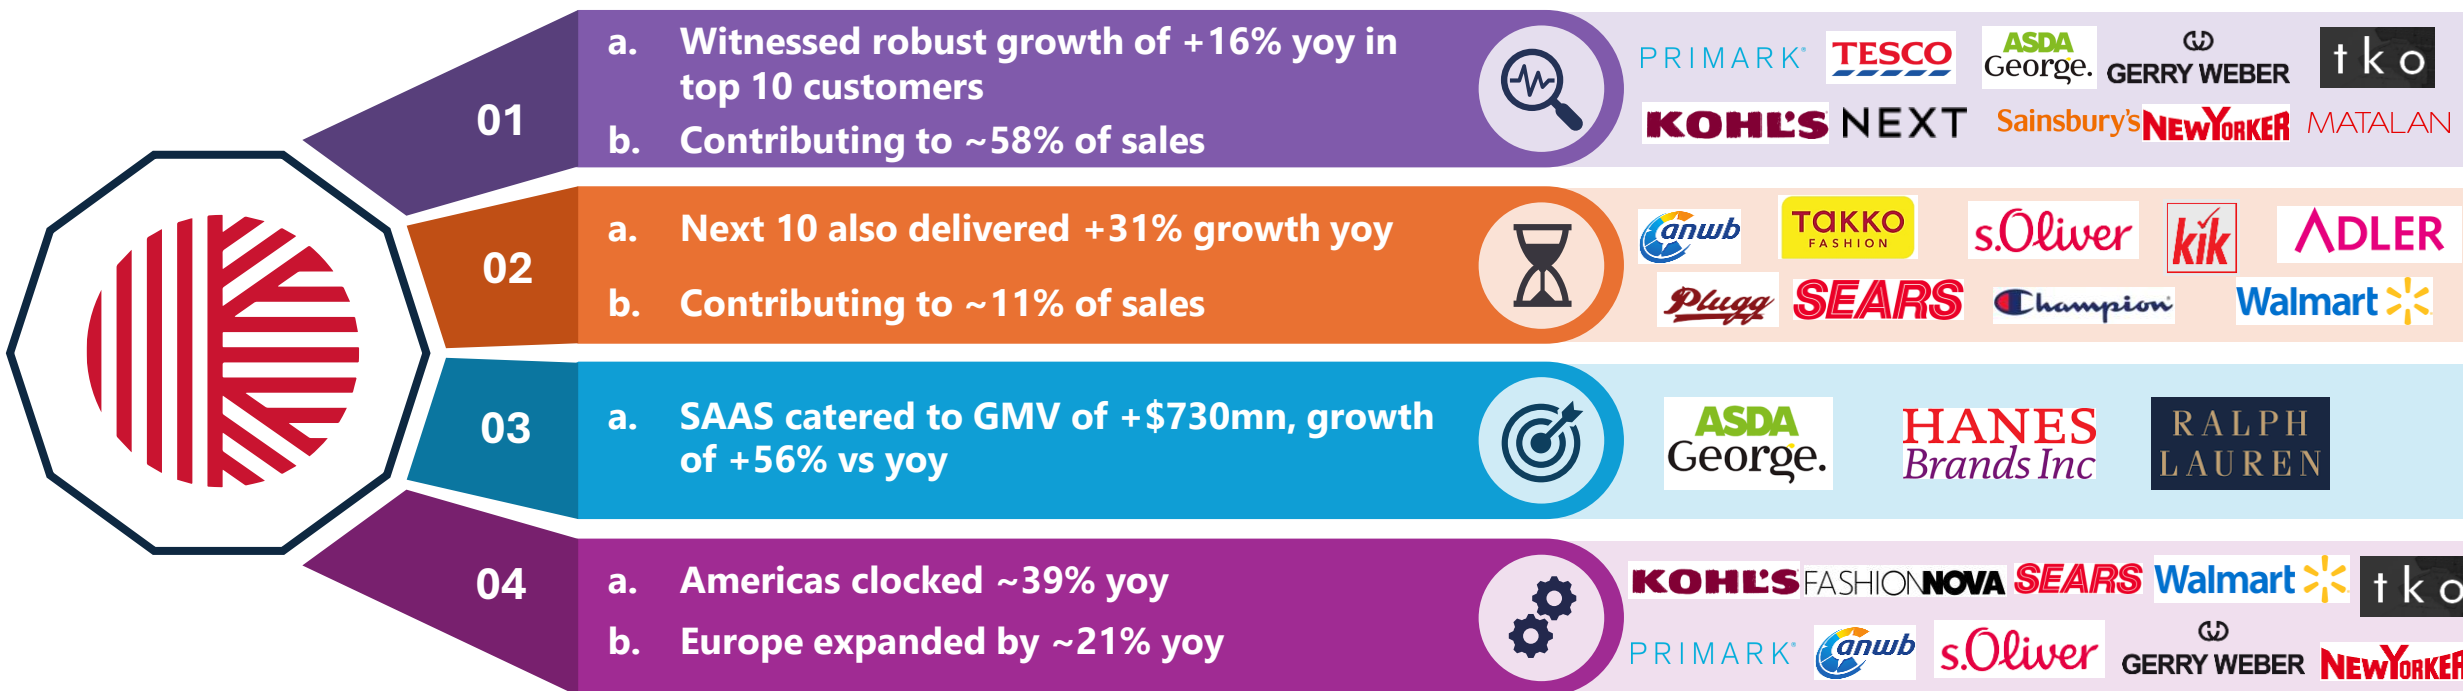 01
a. Witnessed robust growth of +16% yoy in
top 10 customers
b. Contributing to ~58% of sales
PRIMARK® TESCO ASDA George. GERRY WEBER tko
KOHL'S NEXT Sainsbury's NEWYORKER MATALAN
02
a. Next 10 also delivered +31% growth yoy
b. Contributing to ~11% of sales
anwb TAKKO FASHION s.Oliver kik ADLER
Plugg SEARS Champion Walmart
03
a. SAAS catered to GMV of +$730mn, growth
of +56% vs yoy
ASDA George. HANES Brands Inc RALPH LAUREN
04
a. Americas clocked ~39% yoy
b. Europe expanded by ~21% yoy
KOHL'S FASHIONNOVA SEARS Walmart tko
PRIMARK® anwb s.Oliver GERRY WEBER NEWYORKER